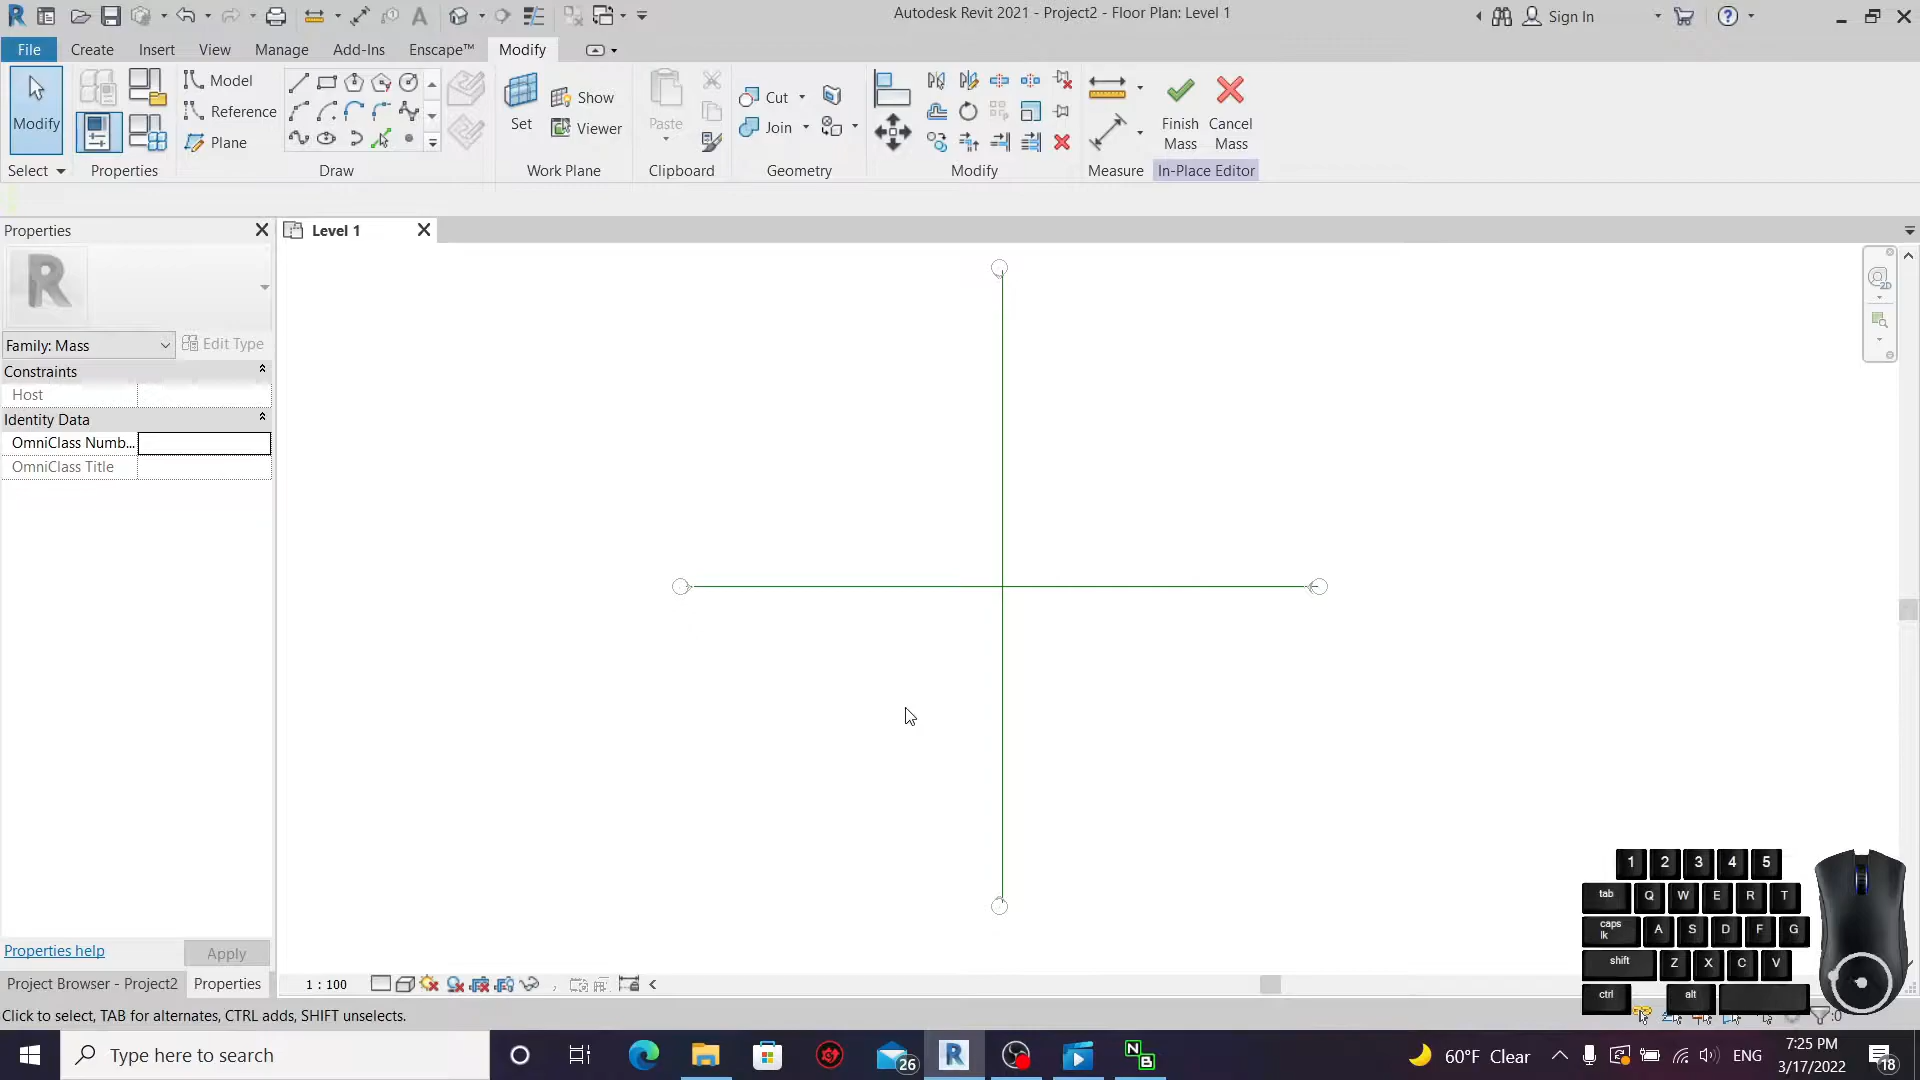 Autodesk Revit 2021 - Project2 - Floor Plan: Level 1
Sign In
File Create Insert View Manage Add-Ins Enscape™ Modify
Modify
Model
Reference
Plane
Set
Show
Viewer
Paste
Cut
Join
Finish Mass
Cancel Mass
Select Properties Draw Work Plane Clipboard Geometry Modify Measure In-Place Editor
Properties
Level 1
R
2D
Family: Mass
Edit Type
Constraints
Host
Identity Data
OmniClass Numb...
OmniClass Title
Properties help
Apply
Project Browser - Project2
Properties
1 : 100
Click to select, TAB for alternates, CTRL adds, SHIFT unselects.
:0
1 2 3 4 5
tab Q W E R T
caps lk A S D F G
shift Z X C V
ctrl alt
Type here to search
26
R
N
B
60°F Clear
ENG
7:25 PM
3/17/2022
18